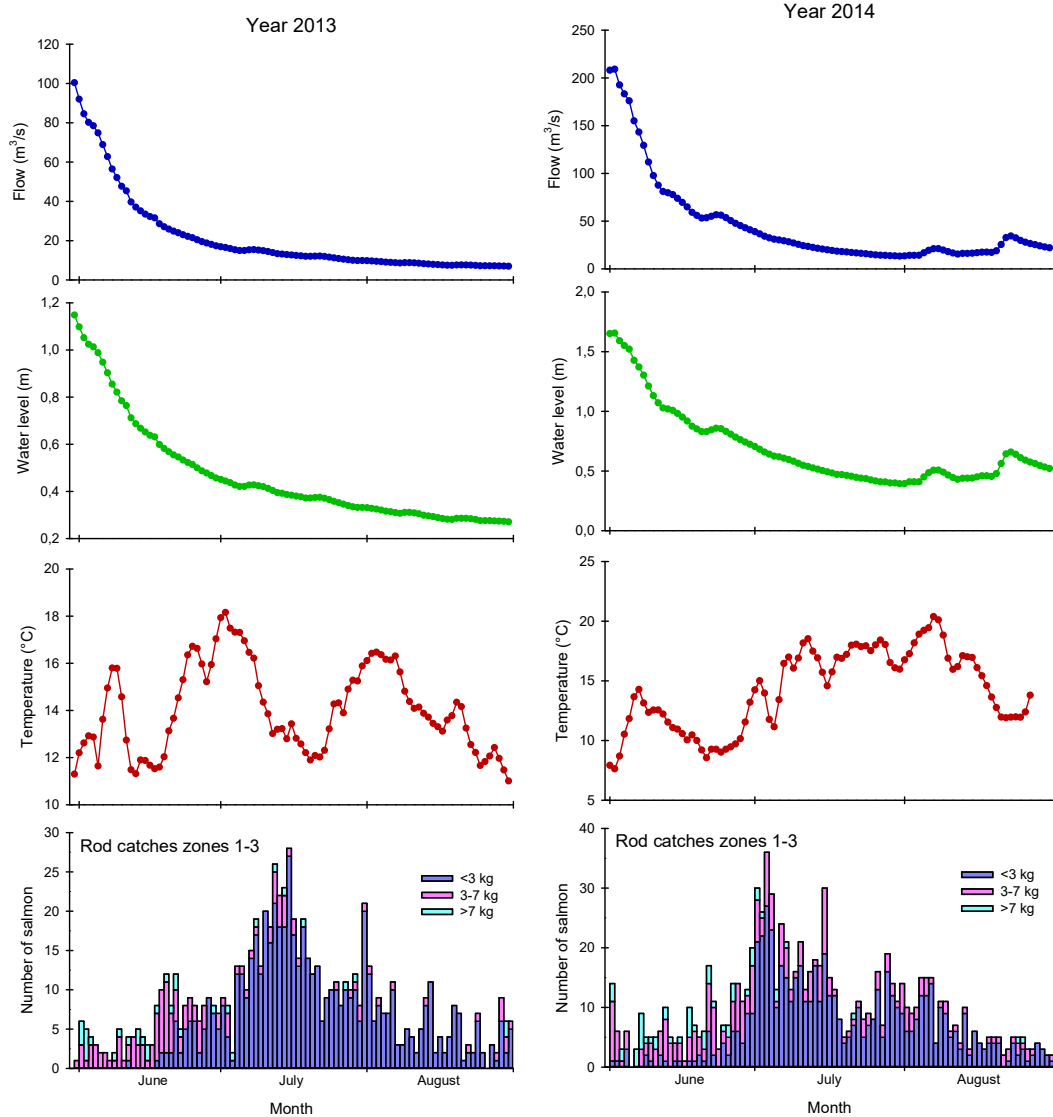 Year 2013
Flow (m³/s)
120
100
80
60
40
20
0
Water level (m)
1,2
1,0
0,8
0,6
0,4
0,2
Temperature (°C)
20
18
16
14
12
10
Rod catches zones 1-3
<3 kg
3-7 kg
>7 kg
Number of salmon
30
25
20
15
10
5
0
June July August
Month
Year 2014
Flow (m³/s)
250
200
150
100
50
0
Water level (m)
2,0
1,5
1,0
0,5
0,0
Temperature (°C)
25
20
15
10
5
Rod catches zones 1-3
<3 kg
3-7 kg
>7 kg
Number of salmon
40
30
20
10
0
June July August
Month